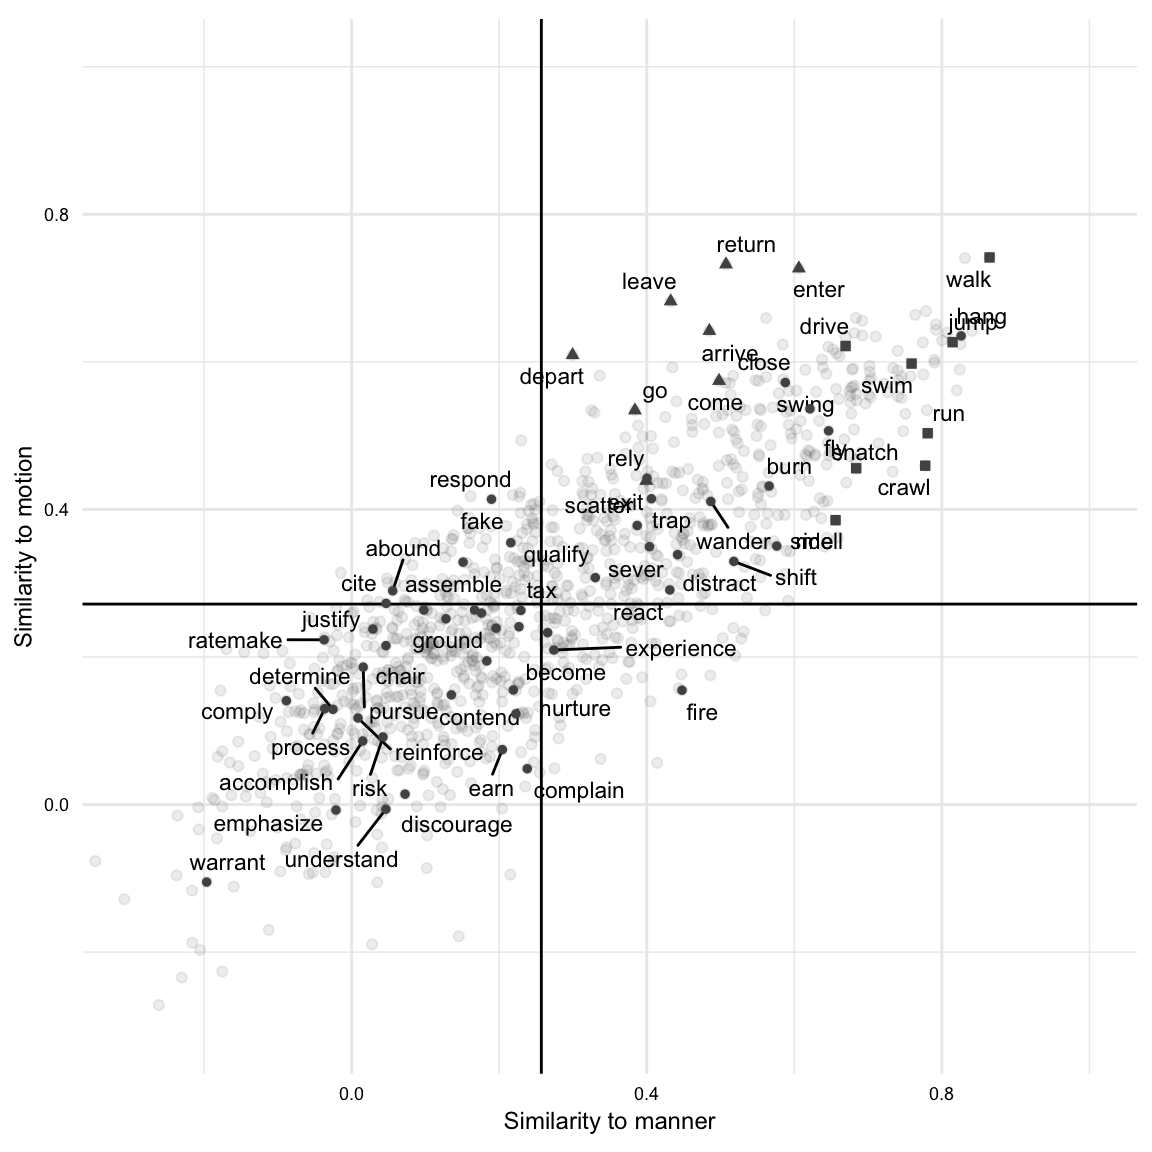 return
leave
enter
walk
hang
jump
drive
arrive
close
depart
swim
go
come
swing
run
fly
snatch
rely
burn
respond
crawl
scatter
exit
fake
trap
wander
smell
ride
abound
qualify
cite
assemble
sever
distract
shift
tax
justify
react
ratemake
ground
experience
determine
chair
become
comply
pursue
contend
nurture
fire
process
reinforce
accomplish
risk
earn
complain
emphasize
discourage
understand
warrant
0.8
0.4
0.0
Similarity to motion
0.0
0.4
0.8
Similarity to manner